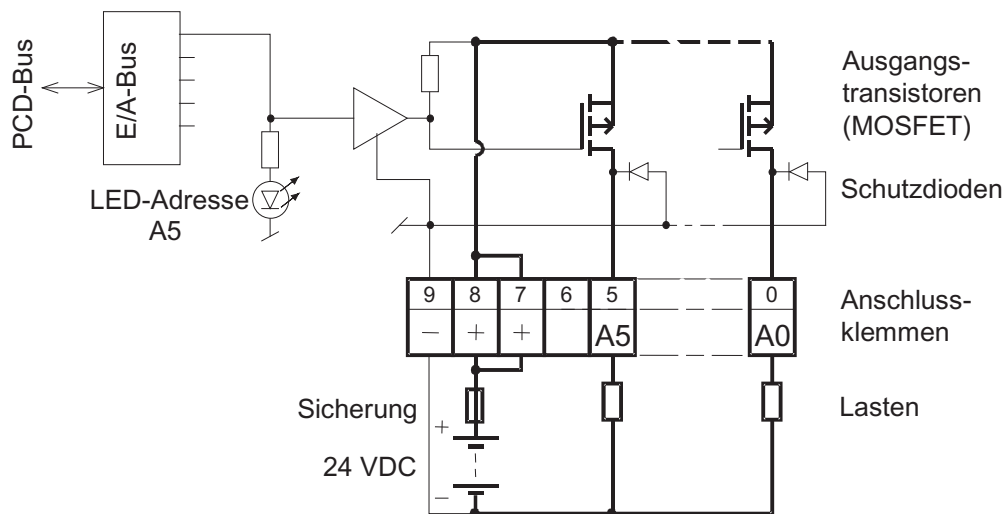 PCD-Bus
E/A-Bus
LED-Adresse
A5
Ausgangs-
transistoren
(MOSFET)
Schutzdioden
9 8 7 6 5 0
– + + A5 A0
Anschluss-
klemmen
Sicherung
+
24 VDC
–
Lasten